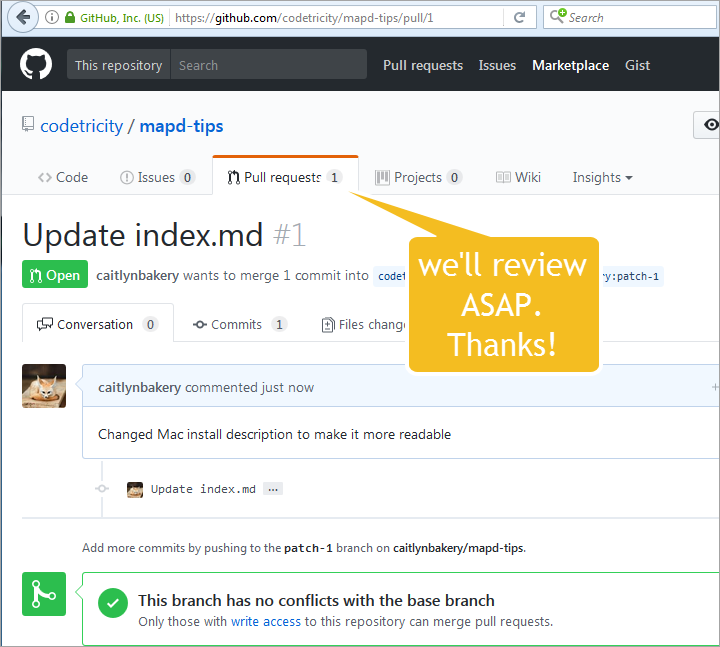 GitHub, Inc. (US) https://github.com/codetricity/mapd-tips/pull/1 Search
This repository Search Pull requests Issues Marketplace Gist
codetricity / mapd-tips
Code Issues 0 Pull requests 1 Projects 0 Wiki Insights
Update index.md #1
Open caitlynbakery wants to merge 1 commit into codet y:patch-1
we'll review
ASAP.
Thanks!
Conversation 0 Commits 1 Files change
caitlynbakery commented just now
Changed Mac install description to make it more readable
Update index.md …
Add more commits by pushing to the patch-1 branch on caitlynbakery/mapd-tips.
This branch has no conflicts with the base branch
Only those with write access to this repository can merge pull requests.